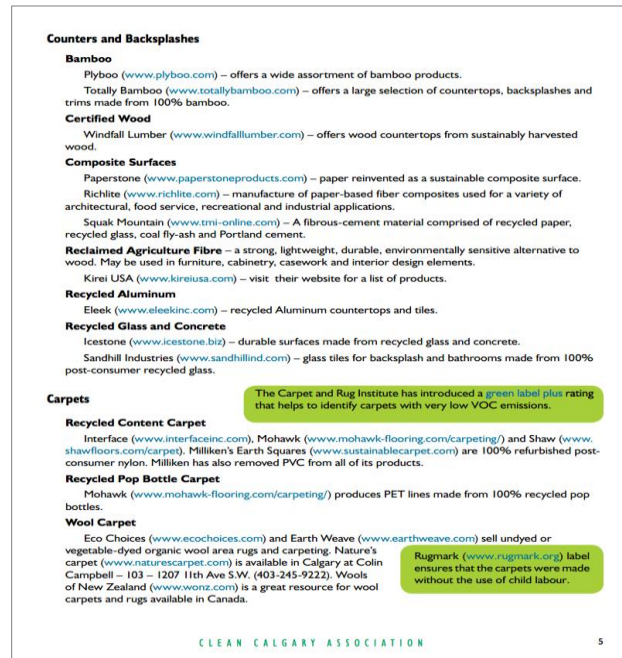 Counters and Backsplashes
Bamboo
Plyboo (www.plyboo.com) – offers a wide assortment of bamboo products.
Totally Bamboo (www.totallybamboo.com) – offers a large selection of countertops, backsplashes and
trims made from 100% bamboo.
Certified Wood
Windfall Lumber (www.windfalllumber.com) – offers wood countertops from sustainably harvested
wood.
Composite Surfaces
Paperstone (www.paperstoneproducts.com) – paper reinvented as a sustainable composite surface.
Richlite (www.richlite.com) – manufacture of paper-based fiber composites used for a variety of
architectural, food service, recreational and industrial applications.
Squak Mountain (www.tmi-online.com) – A fibrous-cement material comprised of recycled paper,
recycled glass, coal fly-ash and Portland cement.
Reclaimed Agriculture Fibre – a strong, lightweight, durable, environmentally sensitive alternative to
wood. May be used in furniture, cabinetry, casework and interior design elements.
Kirei USA (www.kireiusa.com) – visit their website for a list of products.
Recycled Aluminum
Eleek (www.eleekinc.com) – recycled Aluminum countertops and tiles.
Recycled Glass and Concrete
Icestone (www.icestone.biz) – durable surfaces made from recycled glass and concrete.
Sandhill Industries (www.sandhillind.com) – glass tiles for backsplash and bathrooms made from 100%
post-consumer recycled glass.
Carpets
The Carpet and Rug Institute has introduced a green label plus rating
that helps to identify carpets with very low VOC emissions.
Recycled Content Carpet
Interface (www.interfaceinc.com), Mohawk (www.mohawk-flooring.com/carpeting/) and Shaw (www.
shawfloors.com/carpet). Milliken's Earth Squares (www.sustainablecarpet.com) are 100% refurbished post-
consumer nylon. Milliken has also removed PVC from all of its products.
Recycled Pop Bottle Carpet
Mohawk (www.mohawk-flooring.com/carpeting/) produces PET lines made from 100% recycled pop
bottles.
Wool Carpet
Eco Choices (www.ecochoices.com) and Earth Weave (www.earthweave.com) sell undyed or
vegetable-dyed organic wool area rugs and carpeting. Nature's
carpet (www.naturescarpet.com) is available in Calgary at Colin
Campbell – 103 – 1207 11th Ave S.W. (403-245-9222). Wools
of New Zealand (www.wonz.com) is a great resource for wool
carpets and rugs available in Canada.
Rugmark (www.rugmark.org) label
ensures that the carpets were made
without the use of child labour.
CLEAN CALGARY ASSOCIATION
5